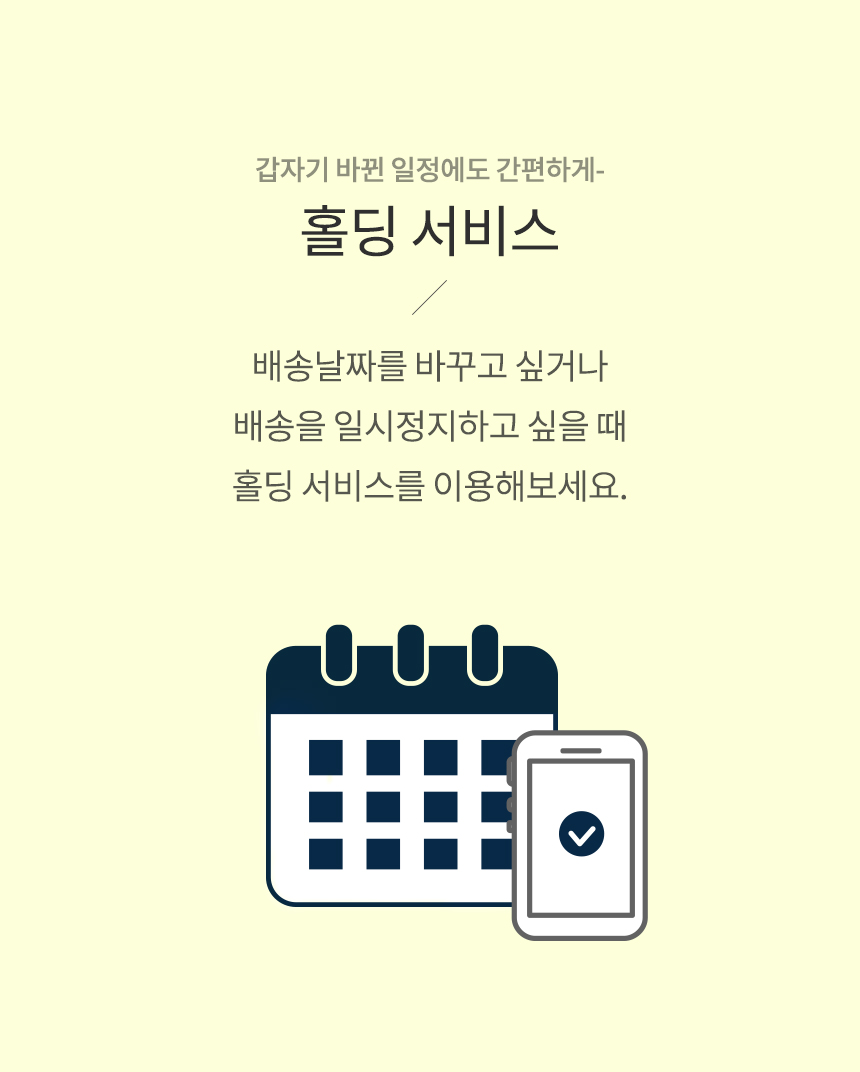 갑자기 바뀐 일정에도 간편하게-
홀딩 서비스
배송날짜를 바꾸고 싶거나
배송을 일시정지하고 싶을 때
홀딩 서비스를 이용해보세요.